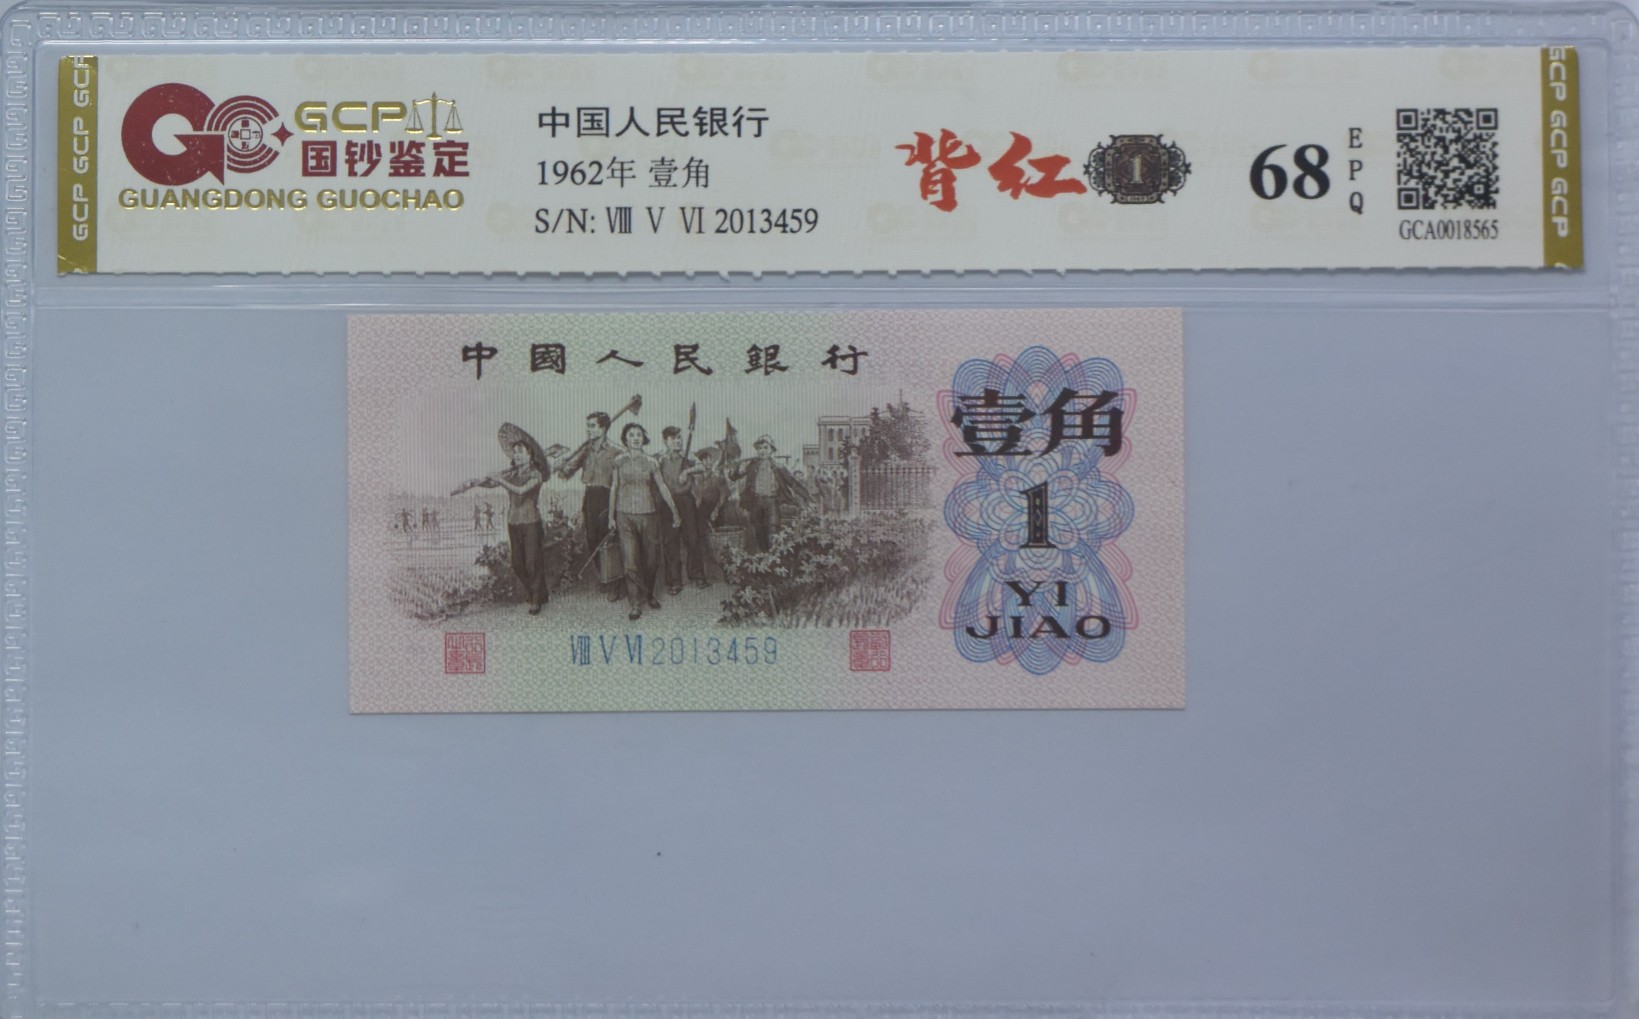 GCP
国钞鉴定
GUANGDONG GUOCHAO
中国人民银行
1962年 壹角
S/N: Ⅷ Ⅴ Ⅵ 2013459
背红
1
68
EPQ
GCA0018565
GCP GCP GCP
GCP GCP GCP
中國人民銀行
壹角
1
YI
JIAO
Ⅷ Ⅴ Ⅵ 2013459